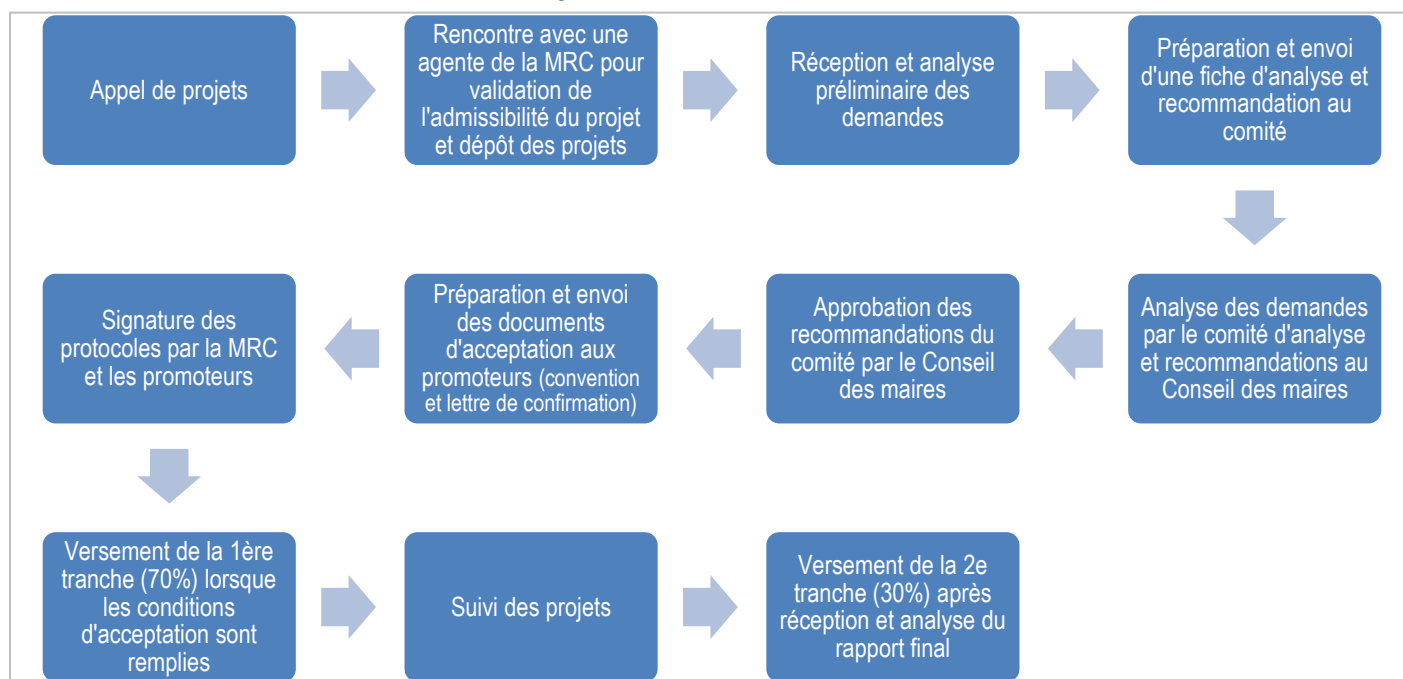 Appel de projets
Rencontre avec une
agente de la MRC pour
validation de
l'admissibilité du projet
et dépôt des projets
Réception et analyse
préliminaire des
demandes
Préparation et envoi
d'une fiche d'analyse et
recommandation au
comité
Analyse des demandes
par le comité d'analyse
et recommandations au
Conseil des maires
Approbation des
recommandations du
comité par le Conseil
des maires
Préparation et envoi
des documents
d'acceptation aux
promoteurs (convention
et lettre de confirmation)
Signature des
protocoles par la MRC
et les promoteurs
Versement de la 1ère
tranche (70%) lorsque
les conditions
d'acceptation sont
remplies
Suivi des projets
Versement de la 2e
tranche (30%) après
réception et analyse du
rapport final